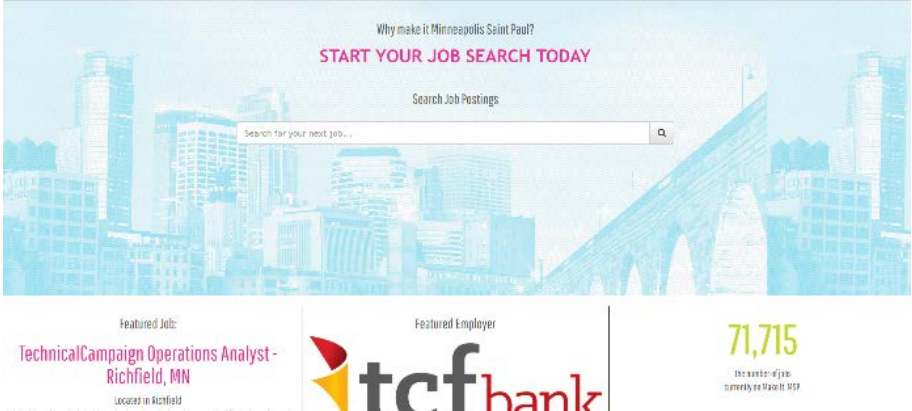 Why make it Minneapolis Saint Paul?
START YOUR JOB SEARCH TODAY
Search Job Postings
Search for your next job...
Featured Job:
TechnicalCampaign Operations Analyst -
Richfield, MN
Located in Richfield
Featured Employer
tcf bank
71,715
the number of jobs
currently on Make It. MSP